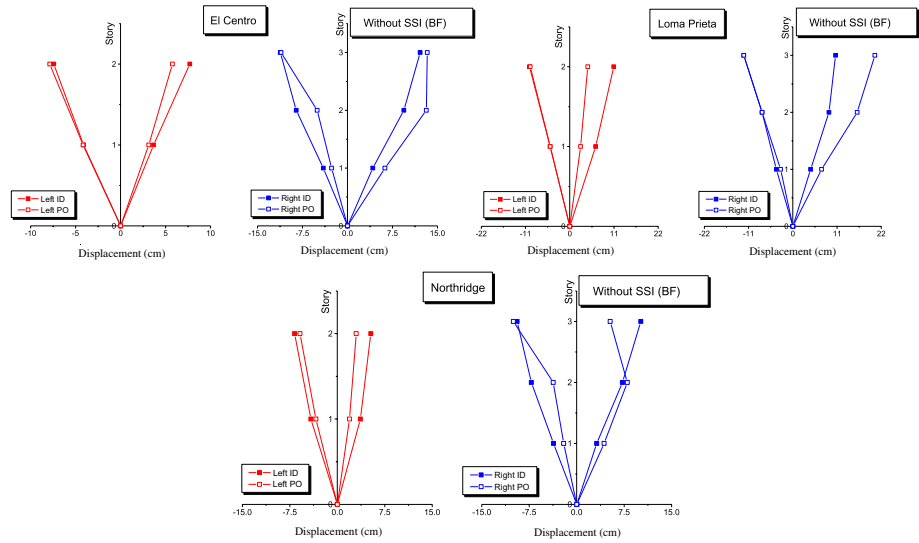 El Centro
Without SSI (BF)
Loma Prieta
Without SSI (BF)
Story
2
1
0
Left ID
Left PO
-10 -5 0 5 10
Displacement (cm)
Story
3
2
1
0
Right ID
Right PO
-15.0 -7.5 0.0 7.5 15.0
Displacement (cm)
Story
2
1
0
Left ID
Left PO
-22 -11 0 11 22
Displacement (cm)
Story
3
2
1
0
Right ID
Right PO
-22 -11 0 11 22
Displacement (cm)
Northridge
Without SSI (BF)
Story
2
1
0
Left ID
Left PO
-15.0 -7.5 0.0 7.5 15.0
Displacement (cm)
Story
3
2
1
0
Right ID
Right PO
-15.0 -7.5 0.0 7.5 15.0
Displacement (cm)